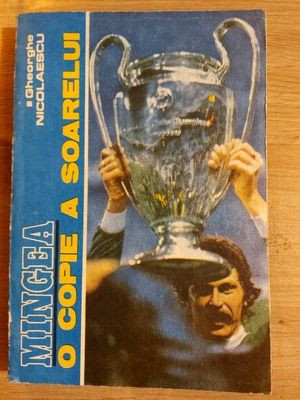 Gheorghe
NICOLAESCU
MINGEA
O COPIE A SOARELUI